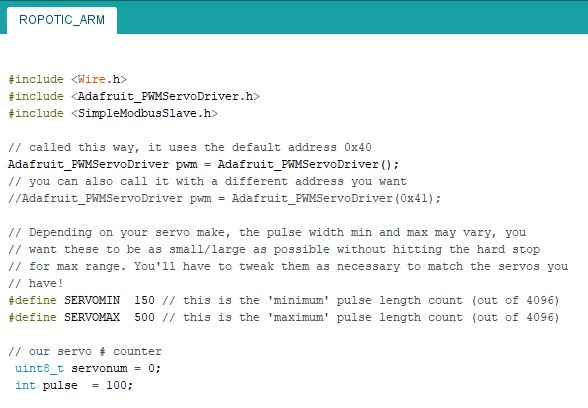 ROPOTIC_ARM
#include <Wire.h>
#include <Adafruit_PWMServoDriver.h>
#include <SimpleModbusSlave.h>
// called this way, it uses the default address 0x40
Adafruit_PWMServoDriver pwm = Adafruit_PWMServoDriver();
// you can also call it with a different address you want
//Adafruit_PWMServoDriver pwm = Adafruit_PWMServoDriver(0x41);
// Depending on your servo make, the pulse width min and max may vary, you
// want these to be as small/large as possible without hitting the hard stop
// for max range. You'll have to tweak them as necessary to match the servos you
// have!
#define SERVOMIN  150 // this is the 'minimum' pulse length count (out of 4096)
#define SERVOMAX  500 // this is the 'maximum' pulse length count (out of 4096)
// our servo # counter
uint8_t servonum = 0;
int pulse  = 100;